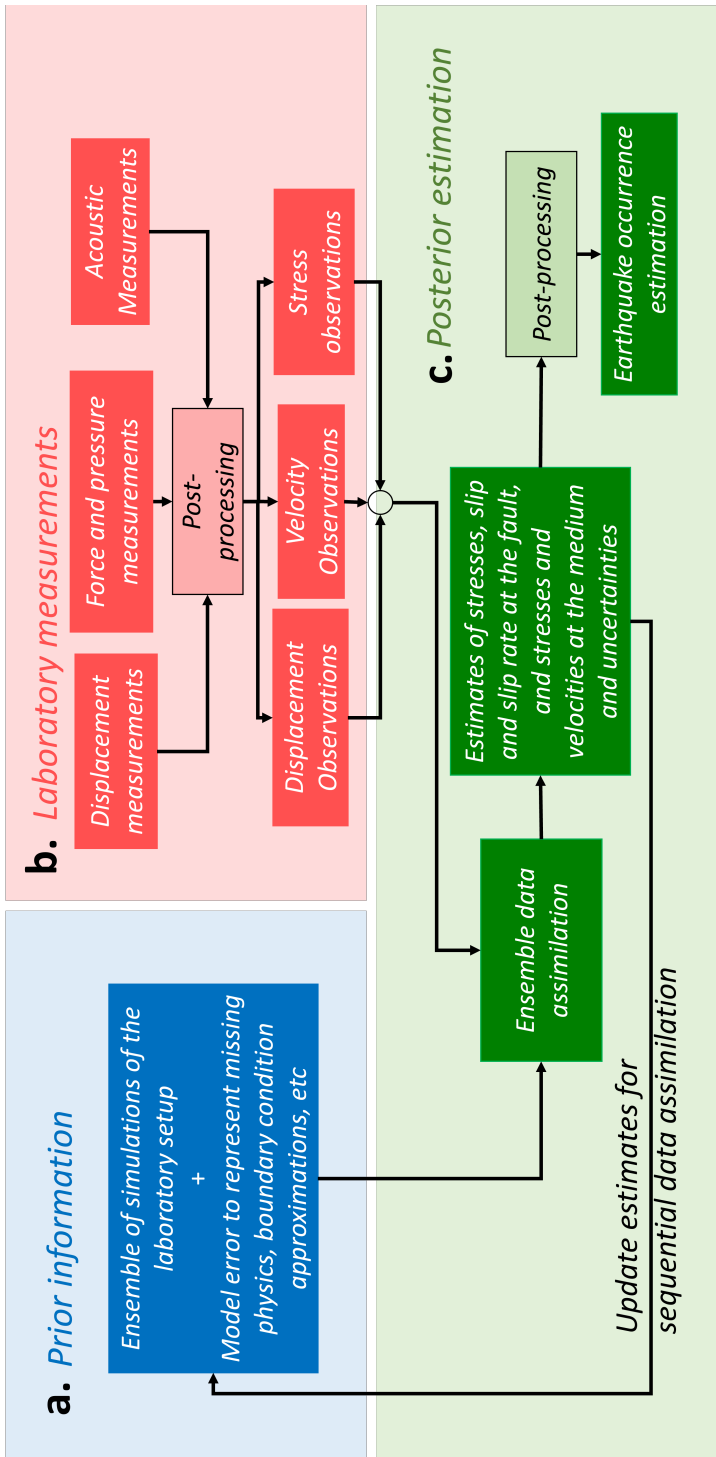 a. Prior information
Ensemble of simulations of the
laboratory setup
+
Model error to represent missing
physics, boundary condition
approximations, etc
b. Laboratory measurements
Displacement
measurements
Force and pressure
measurements
Acoustic
Measurements
Post-
processing
Displacement
Observations
Velocity
Observations
Stress
observations
c. Posterior estimation
Ensemble data
assimilation
Estimates of stresses, slip
and slip rate at the fault,
and stresses and
velocities at the medium
and uncertainties
Post-processing
Earthquake occurrence
estimation
Update estimates for
sequential data assimilation